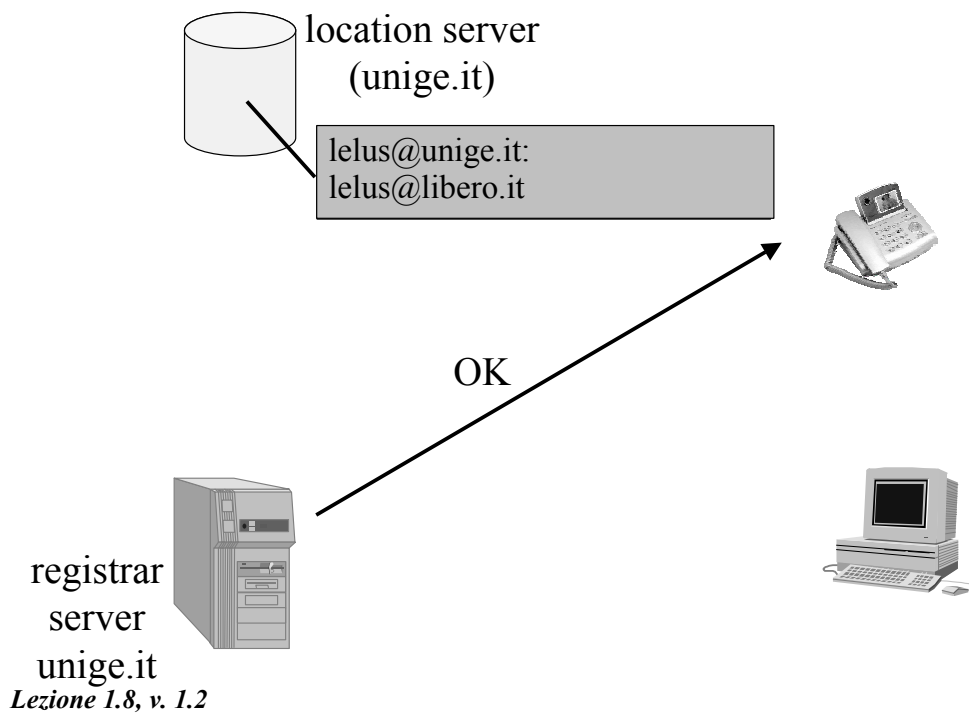 location server
(unige.it)
lelus@unige.it:
lelus@libero.it
OK
registrar
server
unige.it
Lezione 1.8, v. 1.2